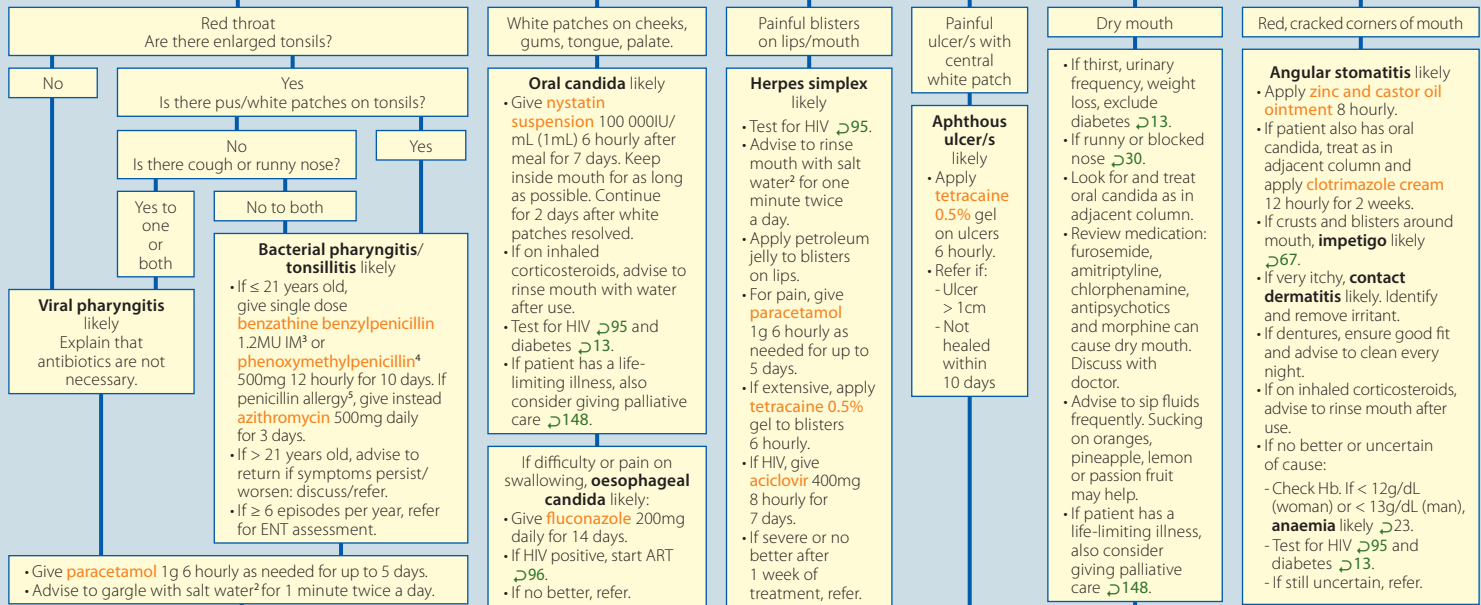 Red throat
Are there enlarged tonsils?
No
Yes
Is there pus/white patches on tonsils?
No
Is there cough or runny nose?
Yes
Yes to
one
or
both
No to both
Viral pharyngitis
likely
Explain that
antibiotics are not
necessary.
Bacterial pharyngitis/
tonsillitis likely
• If ≤ 21 years old,
give single dose
benzathine benzylpenicillin
1.2MU IM³ or
phenoxymethylpenicillin⁴
500mg 12 hourly for 10 days. If
penicillin allergy⁵, give instead
azithromycin 500mg daily
for 3 days.
• If > 21 years old, advise to
return if symptoms persist/
worsen: discuss/refer.
• If ≥ 6 episodes per year, refer
for ENT assessment.
• Give paracetamol 1g 6 hourly as needed for up to 5 days.
• Advise to gargle with salt water² for 1 minute twice a day.
White patches on cheeks,
gums, tongue, palate.
Oral candida likely
• Give nystatin
suspension 100 000IU/
mL (1mL) 6 hourly after
meal for 7 days. Keep
inside mouth for as long
as possible. Continue
for 2 days after white
patches resolved.
• If on inhaled
corticosteroids, advise to
rinse mouth with water
after use.
• Test for HIV ⮌95 and
diabetes ⮌13.
• If patient has a life-
limiting illness, also
consider giving palliative
care ⮌148.
If difficulty or pain on
swallowing, oesophageal
candida likely:
• Give fluconazole 200mg
daily for 14 days.
• If HIV positive, start ART
⮌96.
• If no better, refer.
Painful blisters
on lips/mouth
Herpes simplex
likely
• Test for HIV ⮌95.
• Advise to rinse
mouth with salt
water² for one
minute twice
a day.
• Apply petroleum
jelly to blisters
on lips.
• For pain, give
paracetamol
1g 6 hourly as
needed for up to
5 days.
• If extensive, apply
tetracaine 0.5%
gel to blisters
6 hourly.
• If HIV, give
aciclovir 400mg
8 hourly for
7 days.
• If severe or no
better after
1 week of
treatment, refer.
Painful
ulcer/s with
central
white patch
Aphthous
ulcer/s
likely
• Apply
tetracaine
0.5% gel
on ulcers
6 hourly.
• Refer if:
- Ulcer
> 1cm
- Not
healed
within
10 days
Dry mouth
• If thirst, urinary
frequency, weight
loss, exclude
diabetes ⮌13.
• If runny or blocked
nose ⮌30.
• Look for and treat
oral candida as in
adjacent column.
• Review medication:
furosemide,
amitriptyline,
chlorphenamine,
antipsychotics
and morphine can
cause dry mouth.
Discuss with
doctor.
• Advise to sip fluids
frequently. Sucking
on oranges,
pineapple, lemon
or passion fruit
may help.
• If patient has a
life-limiting illness,
also consider
giving palliative
care ⮌148.
Red, cracked corners of mouth
Angular stomatitis likely
• Apply zinc and castor oil
ointment 8 hourly.
• If patient also has oral
candida, treat as in
adjacent column and
apply clotrimazole cream
12 hourly for 2 weeks.
• If crusts and blisters around
mouth, impetigo likely
⮌67.
• If very itchy, contact
dermatitis likely. Identify
and remove irritant.
• If dentures, ensure good fit
and advise to clean every
night.
• If on inhaled corticosteroids,
advise to rinse mouth after
use.
• If no better or uncertain
of cause:
- Check Hb. If < 12g/dL
(woman) or < 13g/dL (man),
anaemia likely ⮌23.
- Test for HIV ⮌95 and
diabetes ⮌13.
- If still uncertain, refer.